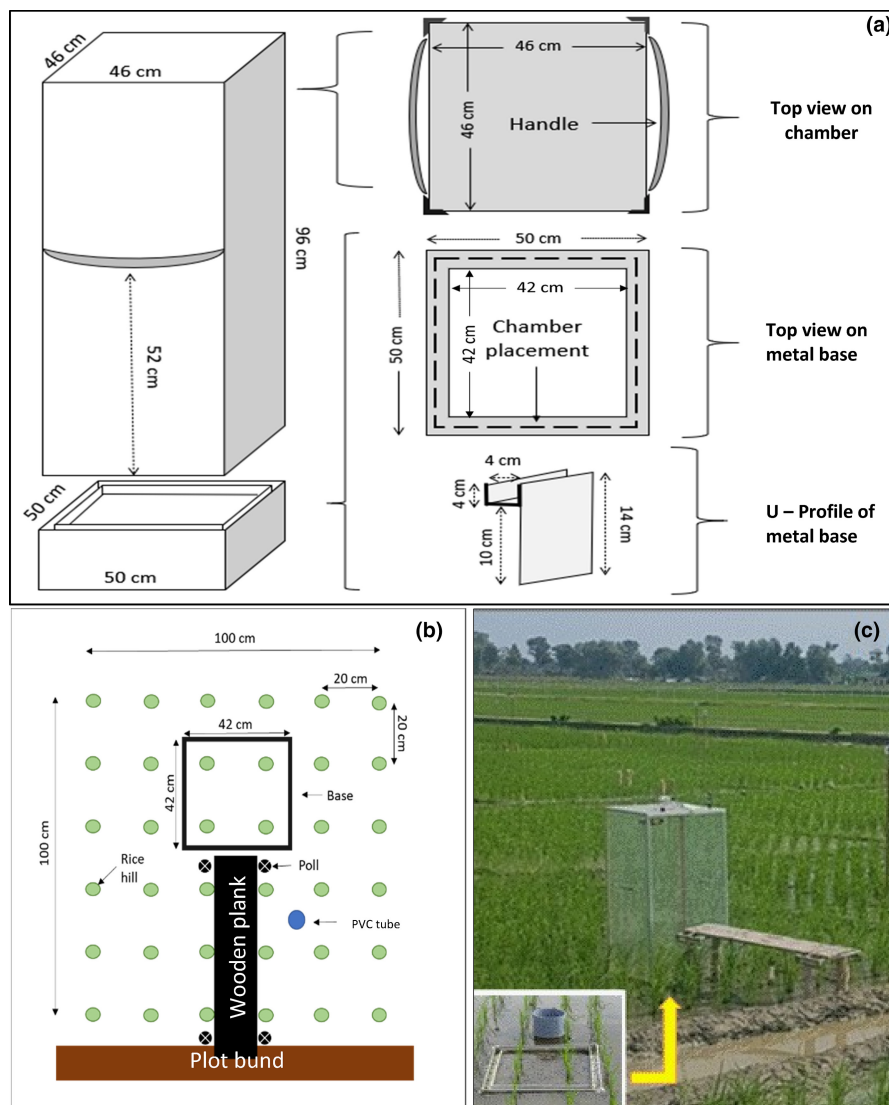 (a)
46 cm
46 cm
96 cm
52 cm
50 cm
50 cm
46 cm
46 cm
Handle
Top view on
chamber
50 cm
50 cm
42 cm
42 cm
Chamber
placement
Top view on
metal base
4 cm
4 cm
10 cm
14 cm
U – Profile of
metal base
(b)
100 cm
20 cm
20 cm
42 cm
42 cm
Base
100 cm
Rice
hill
Poll
PVC tube
Wooden plank
Plot bund
(c)